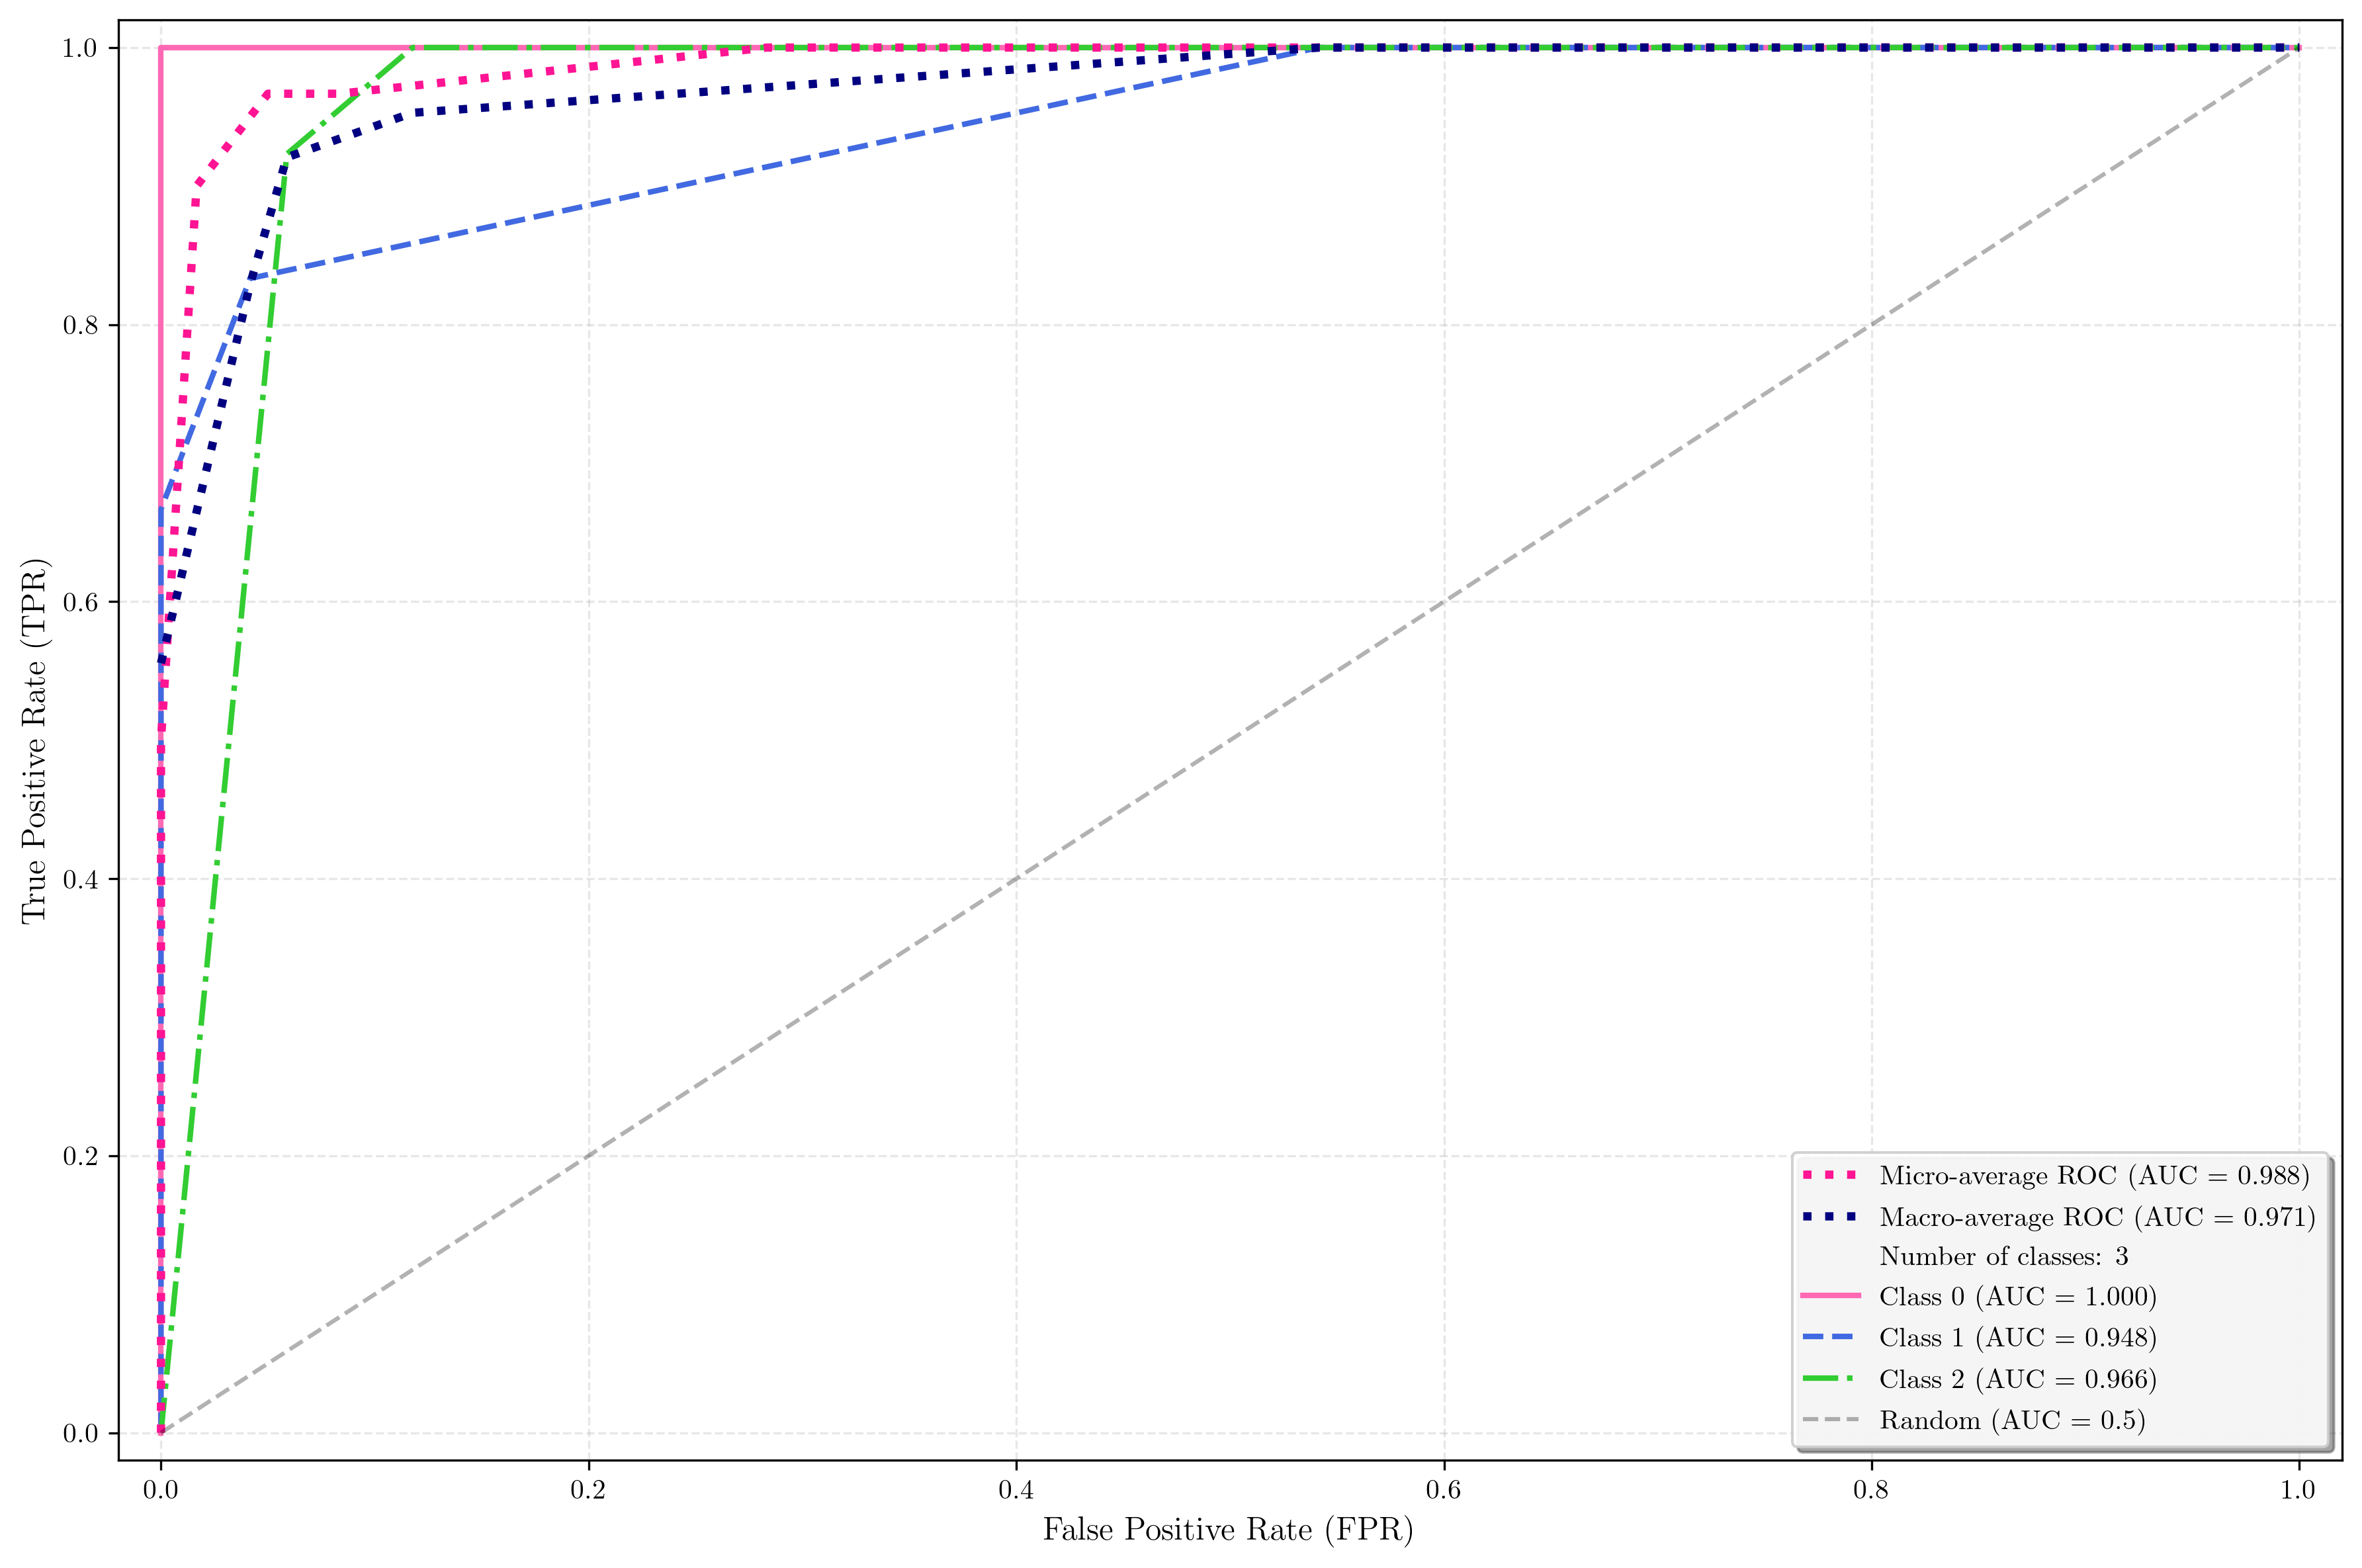 1.0
0.8
0.6
0.4
0.2
0.0
True Positive Rate (TPR)
Micro-average ROC (AUC = 0.988)
Macro-average ROC (AUC = 0.971)
Number of classes: 3
Class 0 (AUC = 1.000)
Class 1 (AUC = 0.948)
Class 2 (AUC = 0.966)
Random (AUC = 0.5)
0.0 0.2 0.4 0.6 0.8 1.0
False Positive Rate (FPR)